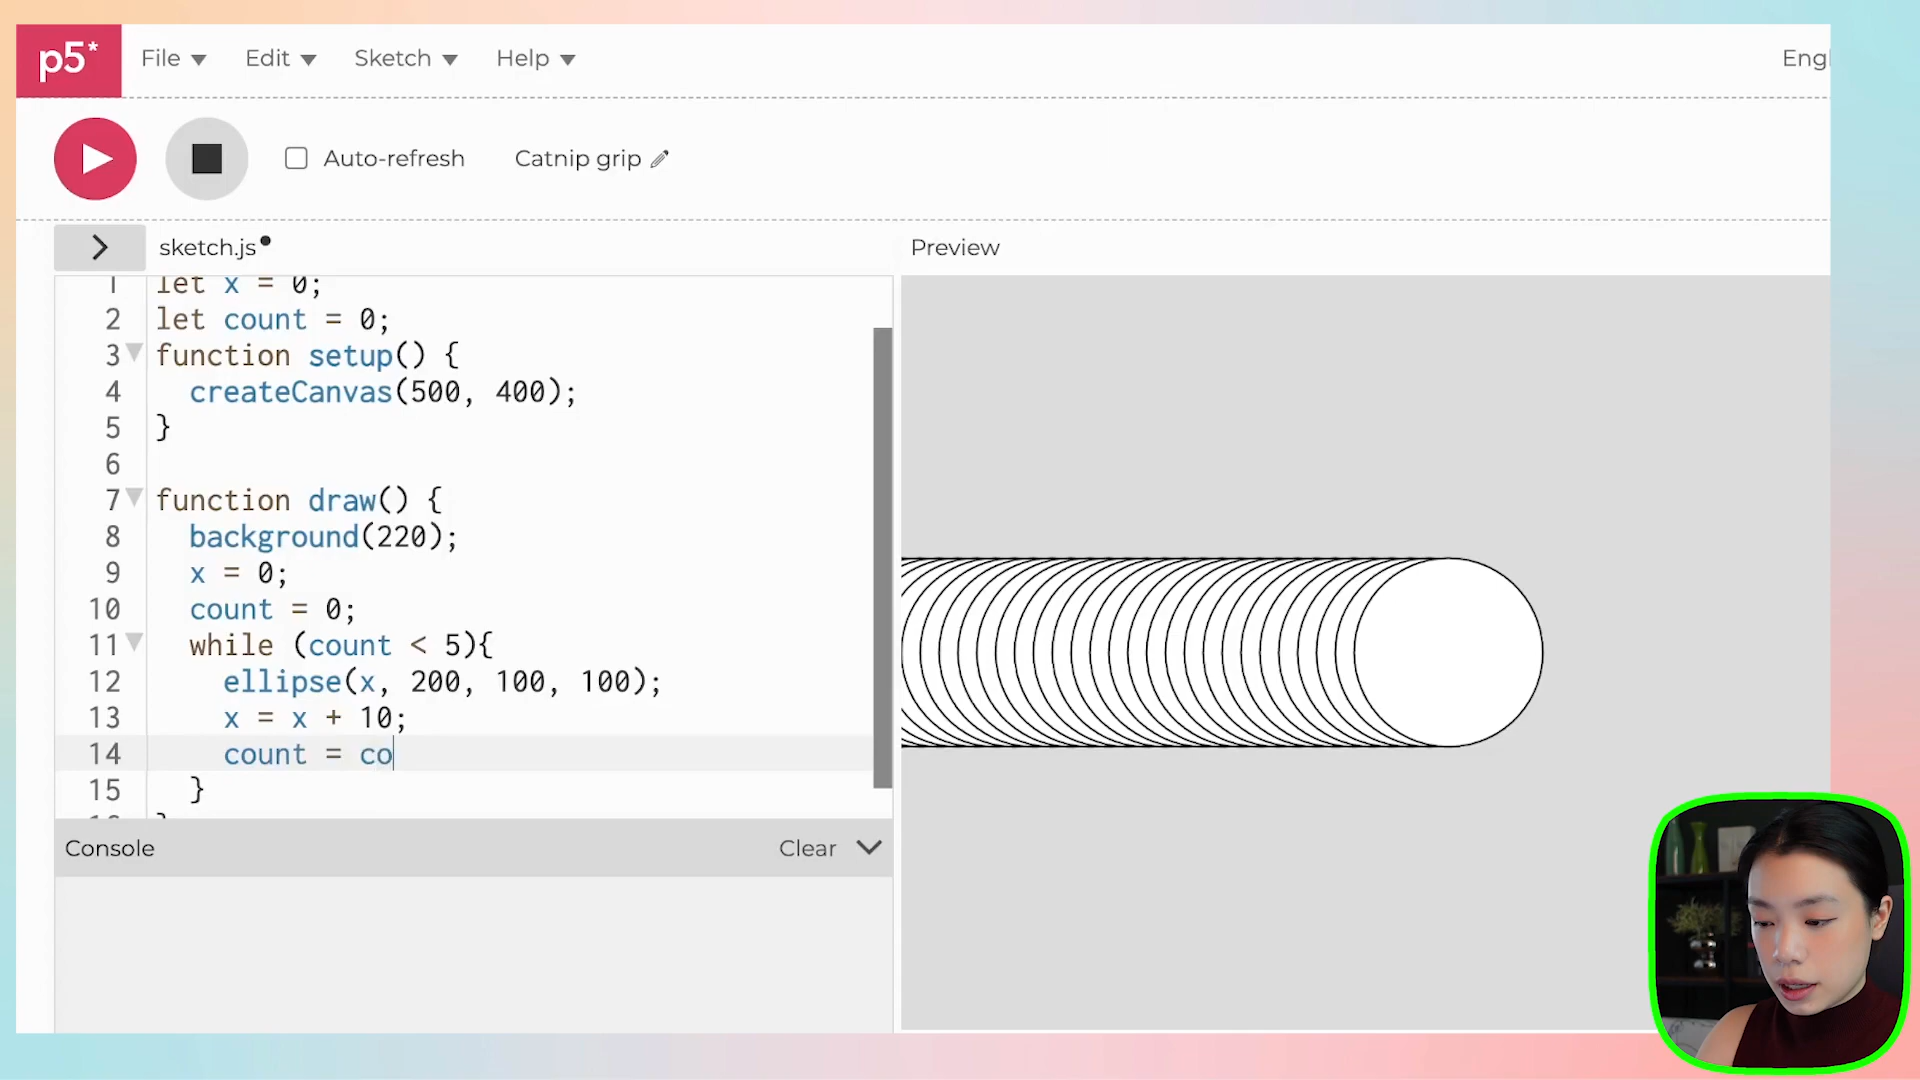 p5*
File Edit Sketch Help
Engl
Auto-refresh
Catnip grip
sketch.js
Preview
1 let x = 0;
2 let count = 0;
3 function setup() {
4 createCanvas(500, 400);
5 }
6
7 function draw() {
8 background(220);
9 x = 0;
10 count = 0;
11 while (count < 5){
12 ellipse(x, 200, 100, 100);
13 x = x + 10;
14 count = co
15 }
Console
Clear